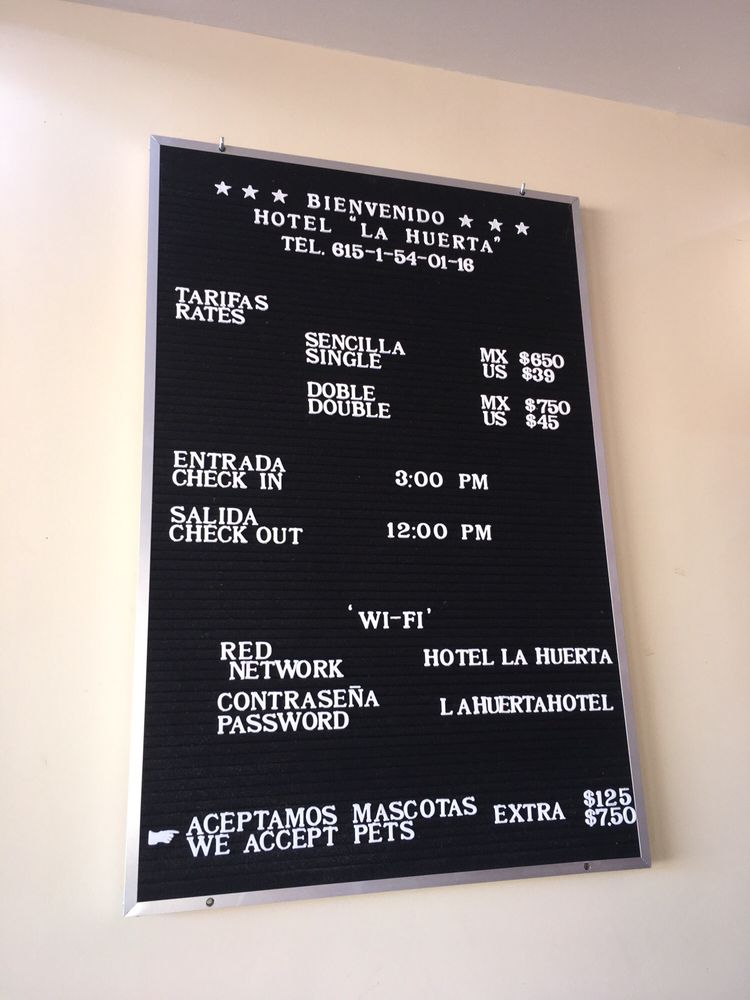 ★ ★ ★ BIENVENIDO ★ ★ ★
HOTEL "LA HUERTA"
TEL. 615-1-54-01-16
TARIFAS
RATES
SENCILLA MX $650
SINGLE US $39
DOBLE MX $750
DOUBLE US $45
ENTRADA
CHECK IN 3:00 PM
SALIDA
CHECK OUT 12:00 PM
'WI-FI'
RED
NETWORK HOTEL LA HUERTA
CONTRASEÑA
PASSWORD LAHUERTAHOTEL
ACEPTAMOS MASCOTAS EXTRA $125
WE ACCEPT PETS $7.50